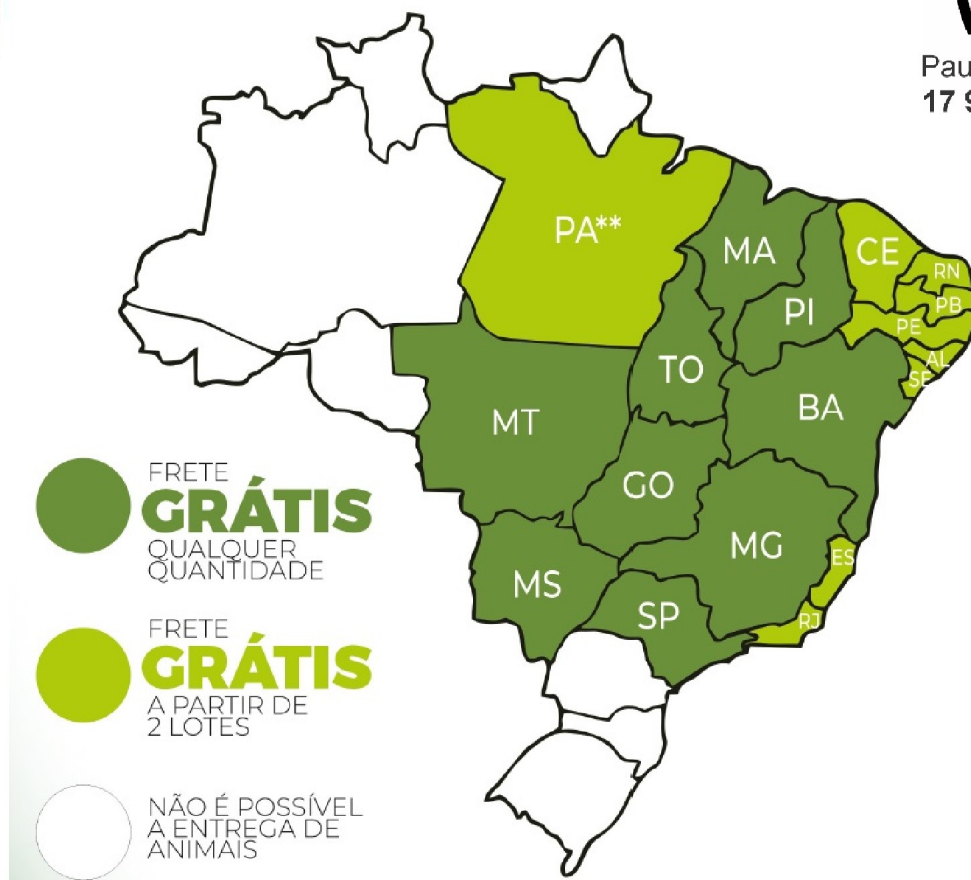 Pau
17 9
PA**
MA
CE
RN
PB
PI
PE
AL
SE
TO
BA
MT
GO
MG
ES
MS
SP
RJ
FRETE
GRÁTIS
QUALQUER
QUANTIDADE
FRETE
GRÁTIS
A PARTIR DE
2 LOTES
NÃO É POSSÍVEL
A ENTREGA DE
ANIMAIS